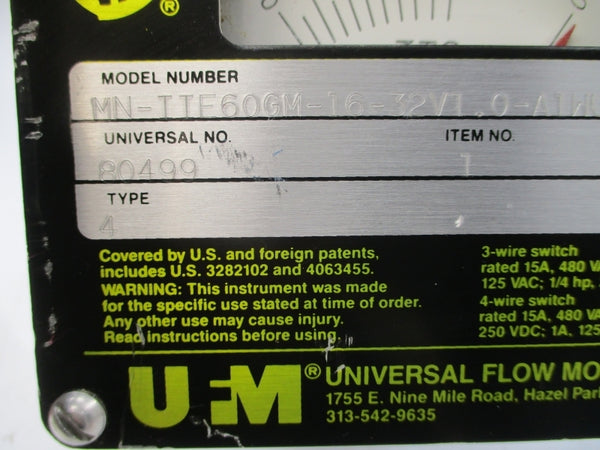 ®
MODEL NUMBER
MN-IIF60GM-16-32V1.0-A1WU
UNIVERSAL NO.
ITEM NO.
80499
1
TYPE
4
Covered by U.S. and foreign patents,
includes U.S. 3282102 and 4063455.
WARNING: This instrument was made
for the specific use stated at time of order.
Any other use may cause injury.
Read instructions before using.
3-wire switch
rated 15A, 480 VA
125 VAC; 1/4 hp,
4-wire switch
rated 15A, 480 VA
250 VDC; 1A, 125
UFM® UNIVERSAL FLOW MO
1755 E. Nine Mile Road, Hazel Par
313-542-9635